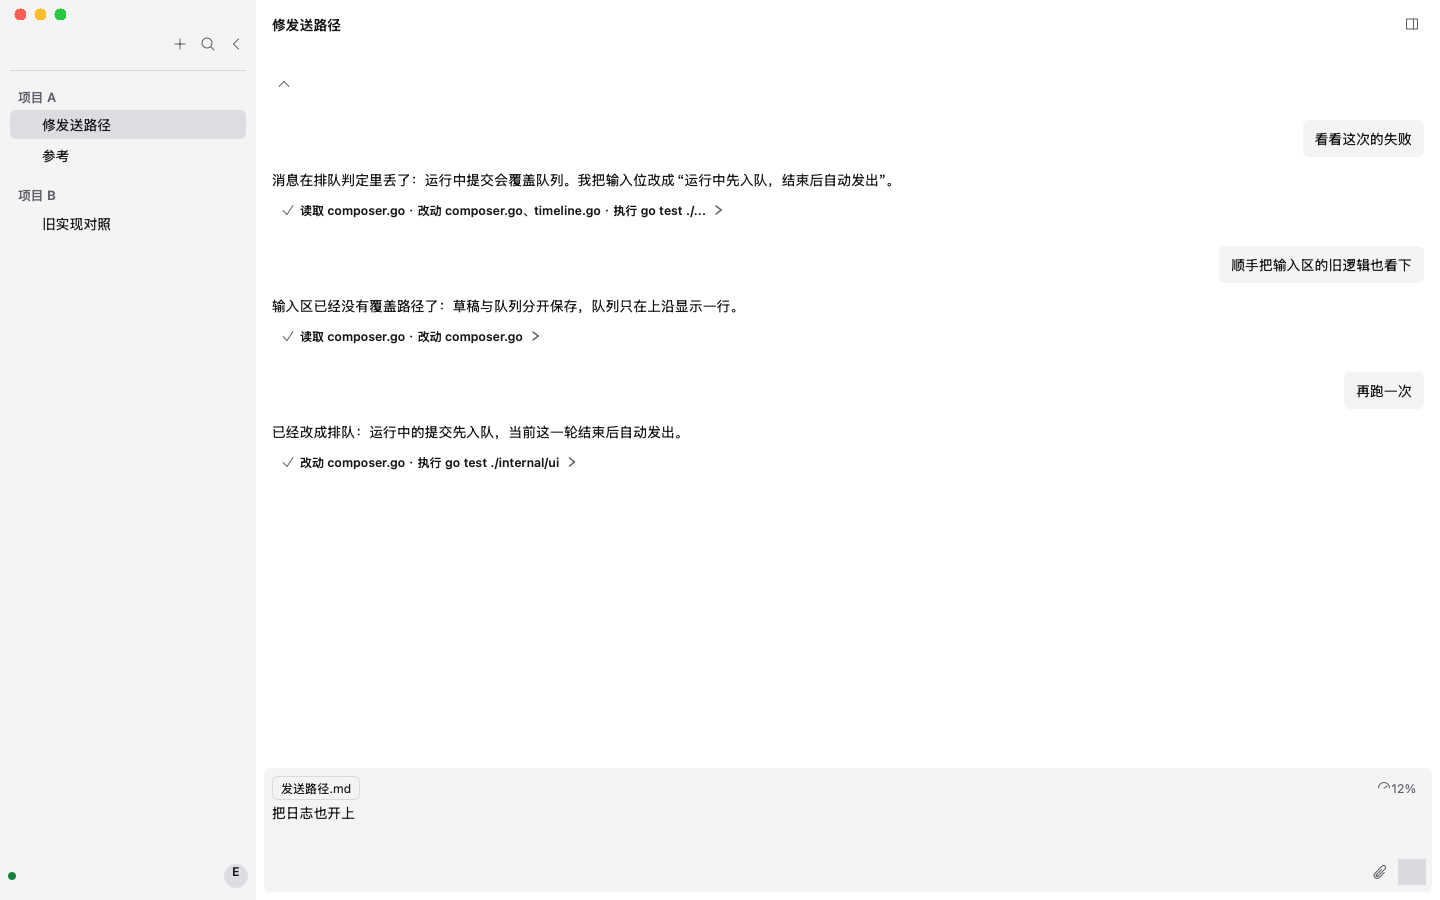 修发送路径
项目 A
修发送路径
参考
项目 B
旧实现对照
看看这次的失败
消息在排队判定里丢了：运行中提交会覆盖队列。我把输入位改成“运行中先入队，结束后自动发出”。
读取 composer.go · 改动 composer.go、timeline.go · 执行 go test ./...
顺手把输入区的旧逻辑也看下
输入区已经没有覆盖路径了：草稿与队列分开保存，队列只在上沿显示一行。
读取 composer.go · 改动 composer.go
再跑一次
已经改成排队：运行中的提交先入队，当前这一轮结束后自动发出。
改动 composer.go · 执行 go test ./internal/ui
发送路径.md
12%
把日志也开上
E